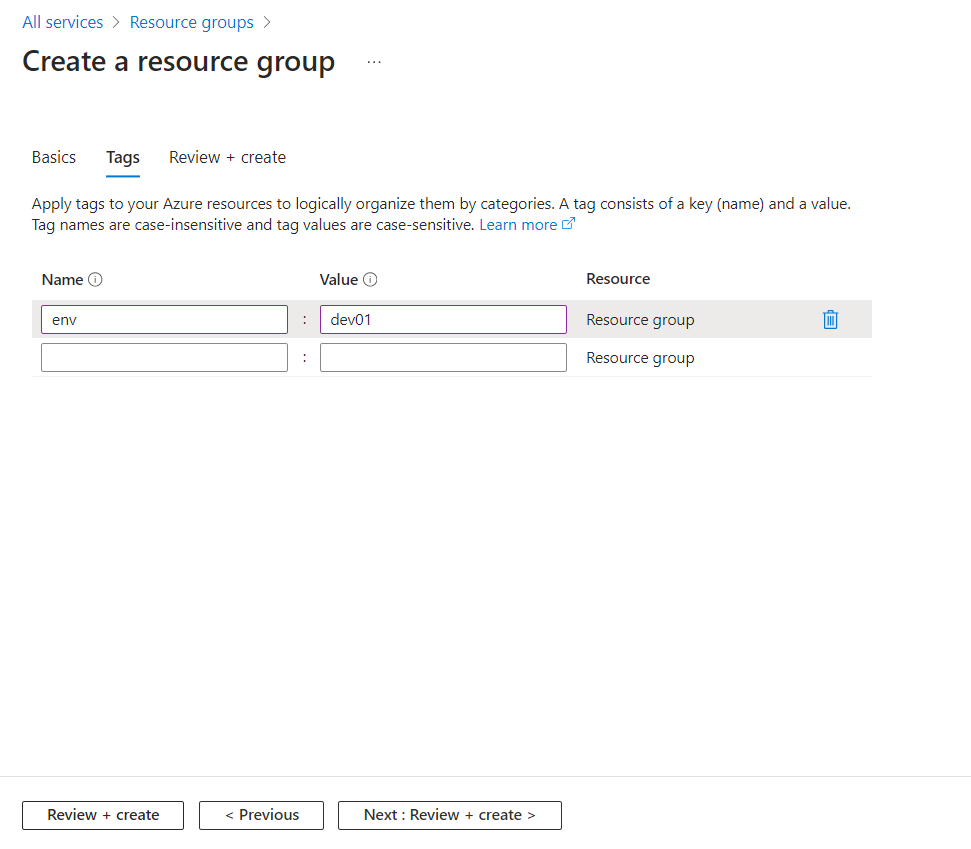 All services > Resource groups >
Create a resource group ...
Basics Tags Review + create
Apply tags to your Azure resources to logically organize them by categories. A tag consists of a key (name) and a value.
Tag names are case-insensitive and tag values are case-sensitive. Learn more
Name Value Resource
env : dev01 Resource group
: Resource group
Review + create < Previous Next : Review + create >